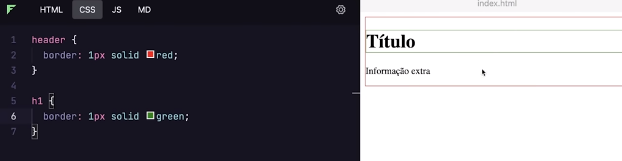 HTML CSS JS MD
index.html
1 header {
2 border: 1px solid red;
3 }
4
5 h1 {
6 border: 1px solid green;
7 }
Título
Informação extra